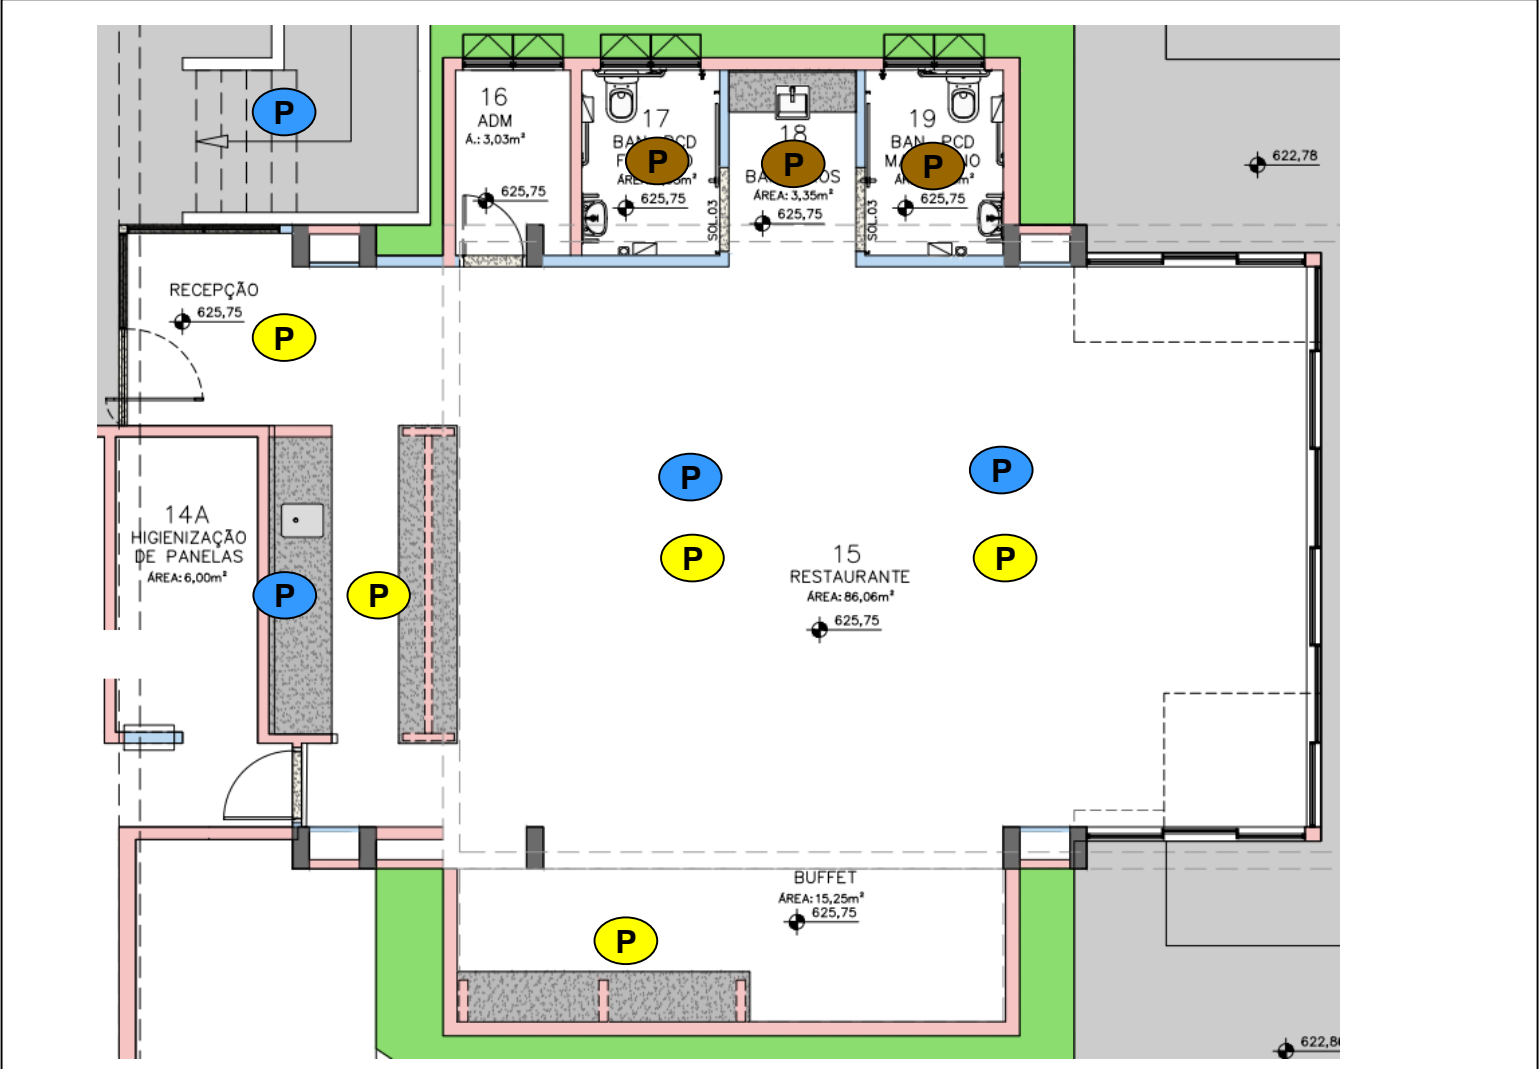 P
16
ADM
Á.: 3,03m²
625,75
17
P
625,75
SOL.03
18
P
ÁREA: 3,35m²
625,75
19
P
625,75
SOL.03
622,78
RECEPÇÃO
625,75
P
14A
HIGIENIZAÇÃO
DE PANELAS
ÁREA: 6,00m²
P
P
P
P
P
P
15
RESTAURANTE
ÁREA: 86,06m²
625,75
BUFFET
ÁREA: 15,25m²
625,75
P